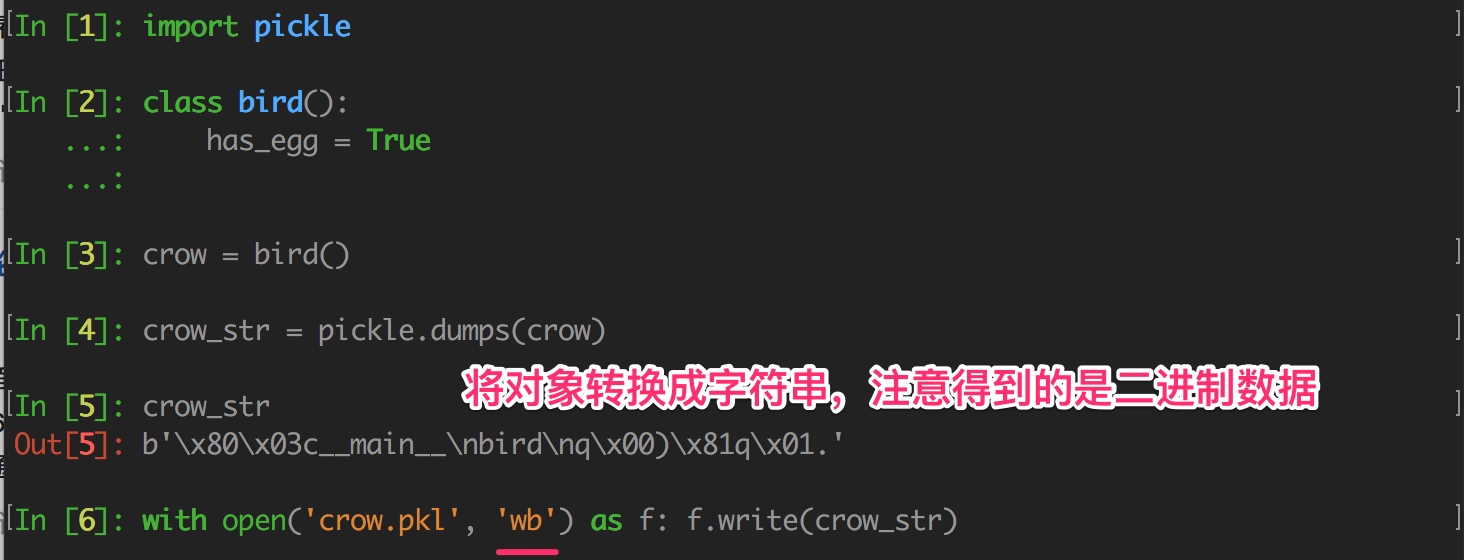 In [1]: import pickle
In [2]: class bird():
   ...:     has_egg = True
   ...:
In [3]: crow = bird()
In [4]: crow_str = pickle.dumps(crow)
将对象转换成字符串，注意得到的是二进制数据
In [5]: crow_str
Out[5]: b'\x80\x03c__main__\nbird\nq\x00)\x81q\x01.'
In [6]: with open('crow.pkl', 'wb') as f: f.write(crow_str)